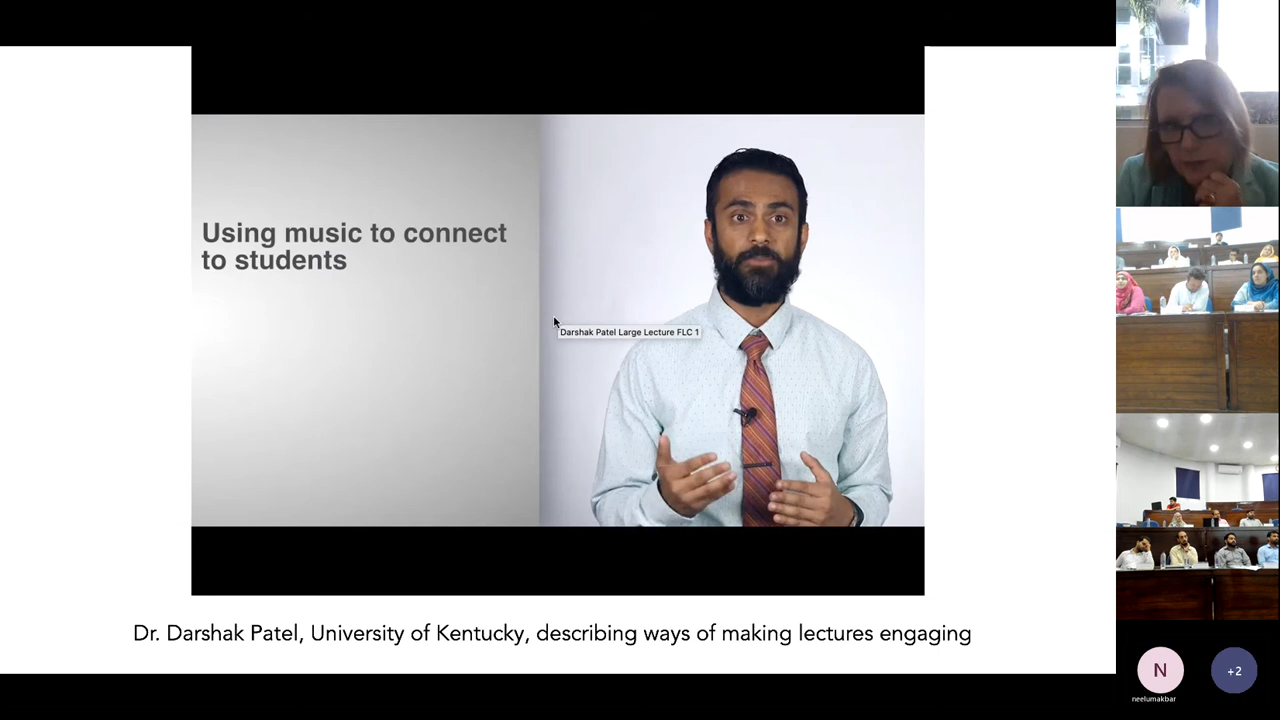 Using music to connect
to students
Darshak Patel Large Lecture FLC 1
Dr. Darshak Patel, University of Kentucky, describing ways of making lectures engaging
N
+2
neelumakbar